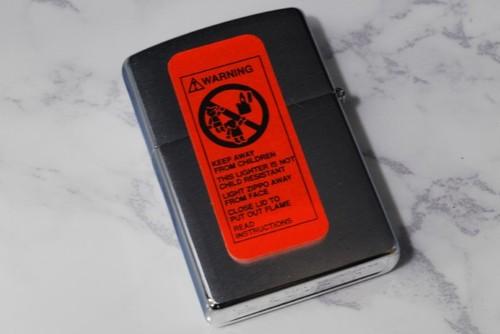 WARNING
KEEP AWAY
FROM CHILDREN
THIS LIGHTER IS NOT
CHILD RESISTANT
LIGHT ZIPPO AWAY
FROM FACE
CLOSE LID TO
PUT OUT FLAME
READ
INSTRUCTIONS